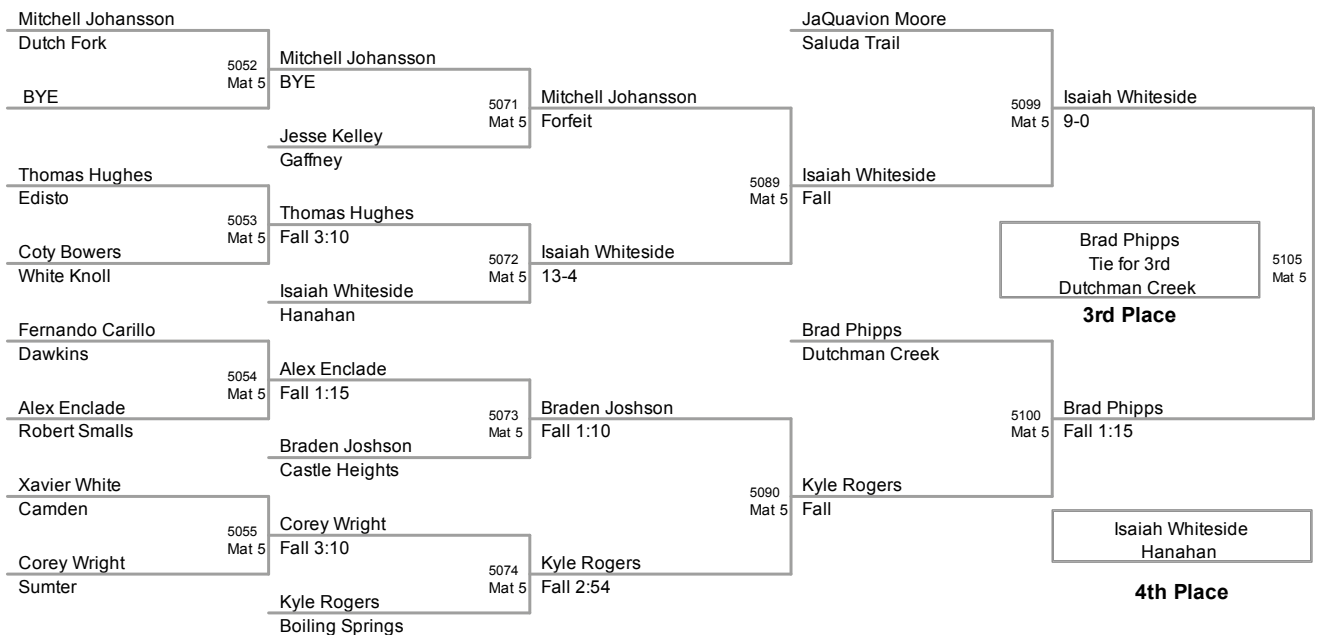 Mitchell Johansson
Dutch Fork
5052
Mat 5
BYE
Mitchell Johansson
BYE
5071
Mat 5
Jesse Kelley
Gaffney
Mitchell Johansson
Forfeit
Thomas Hughes
Edisto
5053
Mat 5
Coty Bowers
White Knoll
Thomas Hughes
Fall 3:10
5072
Mat 5
Isaiah Whiteside
Hanahan
Isaiah Whiteside
13-4
5089
Mat 5
JaQuavion Moore
Saluda Trail
5099
Mat 5
Isaiah Whiteside
Fall
Isaiah Whiteside
9-0
Fernando Carillo
Dawkins
5054
Mat 5
Alex Enclade
Robert Smalls
Alex Enclade
Fall 1:15
5073
Mat 5
Braden Joshson
Castle Heights
Braden Joshson
Fall 1:10
Xavier White
Camden
5055
Mat 5
Corey Wright
Sumter
Corey Wright
Fall 3:10
5074
Mat 5
Kyle Rogers
Boiling Springs
Kyle Rogers
Fall 2:54
5090
Mat 5
Brad Phipps
Dutchman Creek
5100
Mat 5
Kyle Rogers
Fall
Brad Phipps
Fall 1:15
5105
Mat 5
Brad Phipps
Tie for 3rd
Dutchman Creek
3rd Place
Isaiah Whiteside
Hanahan
4th Place